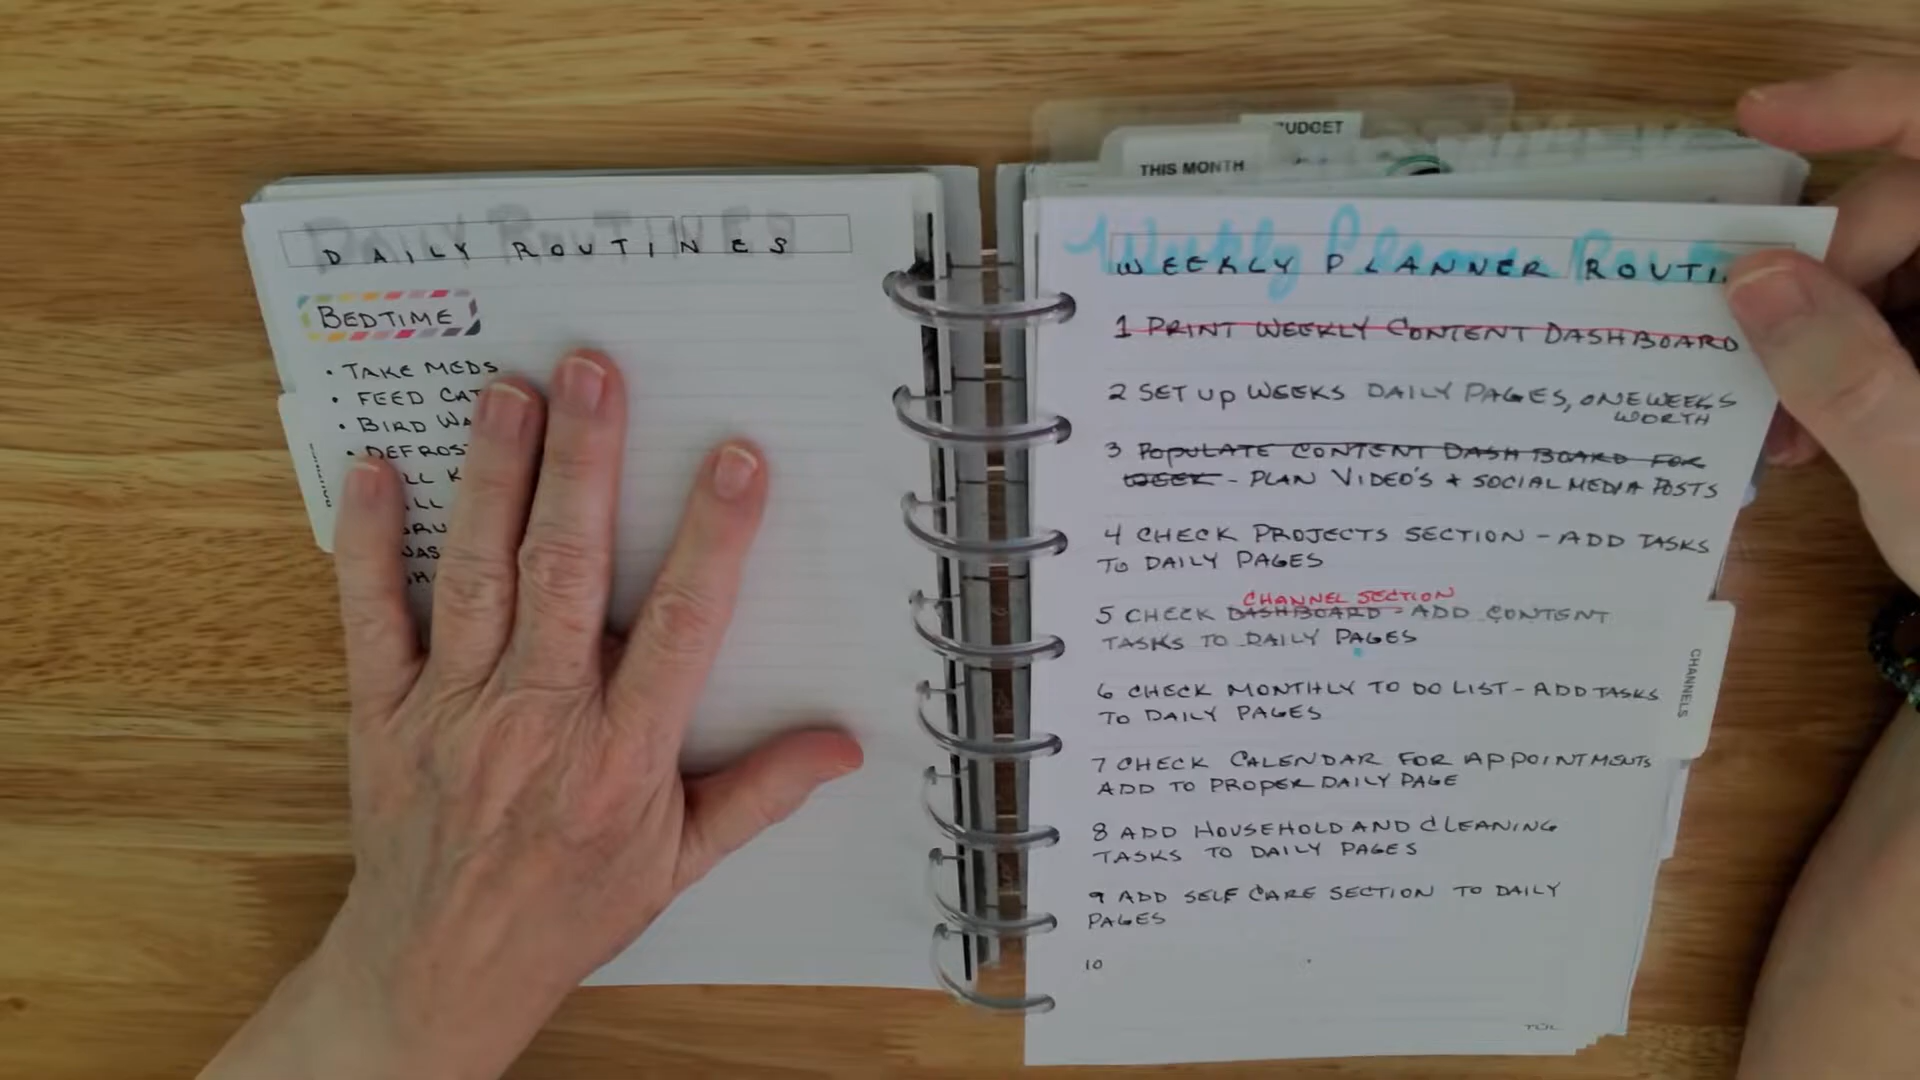 DAILY ROUTINES
BEDTIME
• TAKE MEDS
• FEED
• BIRD
•
BUDGET
THIS MONTH
Weekly Planner
WEEKLY PLANNER
1 PRINT WEEKLY CONTENT DASHBOARD
2 SET UP WEEKS DAILY PAGES, ONE WEEKS
WORTH
3 POPULATE CONTENT DASH BOARD FOR
WEEK - PLAN VIDEO'S + SOCIAL MEDIA POSTS
4 CHECK PROJECTS SECTION - ADD TASKS
TO DAILY PAGES
CHANNEL SECTION
5 CHECK DASHBOARD - ADD CONTENT
TASKS TO DAILY PAGES
6 CHECK MONTHLY TO DO LIST - ADD TASKS
TO DAILY PAGES
7 CHECK CALENDAR FOR APPOINTMENTS
ADD TO PROPER DAILY PAGE
8 ADD HOUSEHOLD AND CLEANING
TASKS TO DAILY PAGES
9 ADD SELF CARE SECTION TO DAILY
PAGES
10
CHANNELS
TUL